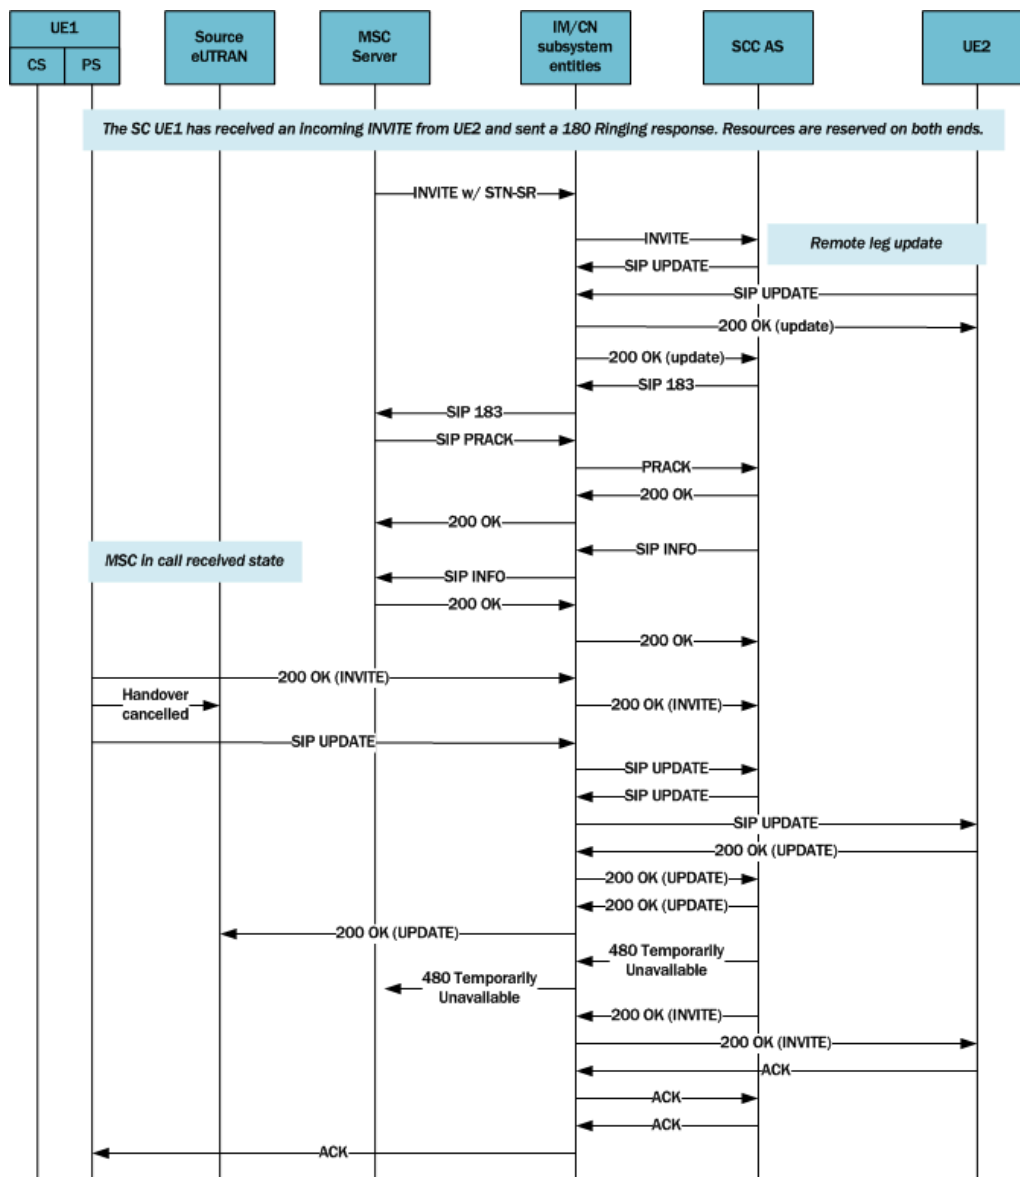 UE1
CS
PS
Source
eUTRAN
MSC
Server
IM/CN
subsystem
entities
SCC AS
UE2
The SC UE1 has received an incoming INVITE from UE2 and sent a 180 Ringing response. Resources are reserved on both ends.
INVITE w/ STN-SR
INVITE
Remote leg update
SIP UPDATE
SIP UPDATE
200 OK (update)
200 OK (update)
SIP 183
SIP 183
SIP PRACK
PRACK
200 OK
200 OK
SIP INFO
MSC in call received state
SIP INFO
200 OK
200 OK
200 OK (INVITE)
Handover
cancelled
200 OK (INVITE)
SIP UPDATE
SIP UPDATE
SIP UPDATE
SIP UPDATE
200 OK (UPDATE)
200 OK (UPDATE)
200 OK (UPDATE)
200 OK (UPDATE)
480 Temporarily
Unavailable
480 Temporarily
Unavailable
200 OK (INVITE)
200 OK (INVITE)
ACK
ACK
ACK
ACK